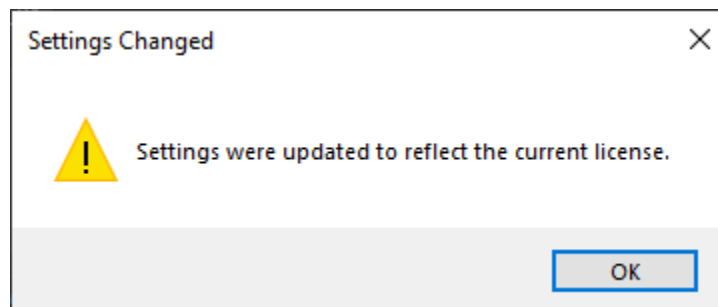 Settings Changed
Settings were updated to reflect the current license.
OK